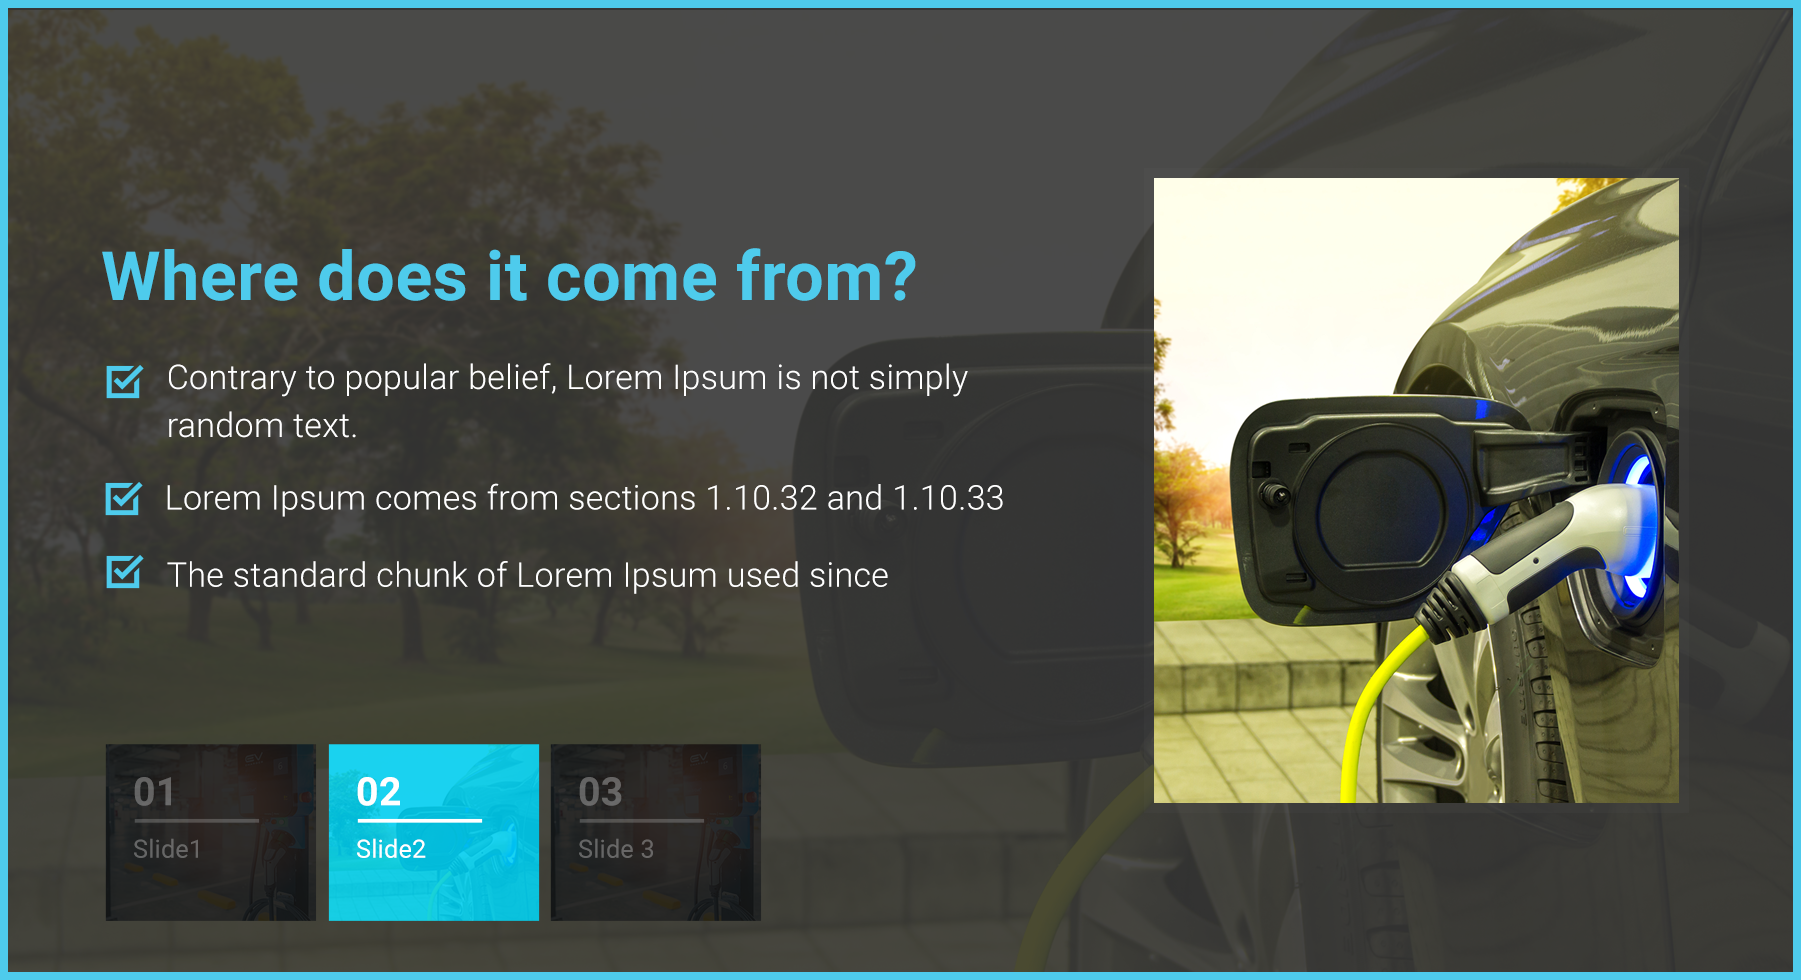 Where does it come from?
Contrary to popular belief, Lorem Ipsum is not simply
random text.
Lorem Ipsum comes from sections 1.10.32 and 1.10.33
The standard chunk of Lorem Ipsum used since
01
Slide1
02
Slide2
03
Slide 3